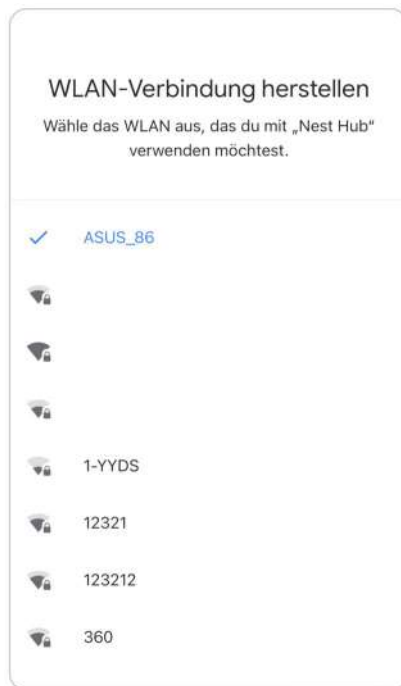 WLAN-Verbindung herstellen
Wähle das WLAN aus, das du mit „Nest Hub“
verwenden möchtest.
ASUS_86
1-YYDS
12321
123212
360